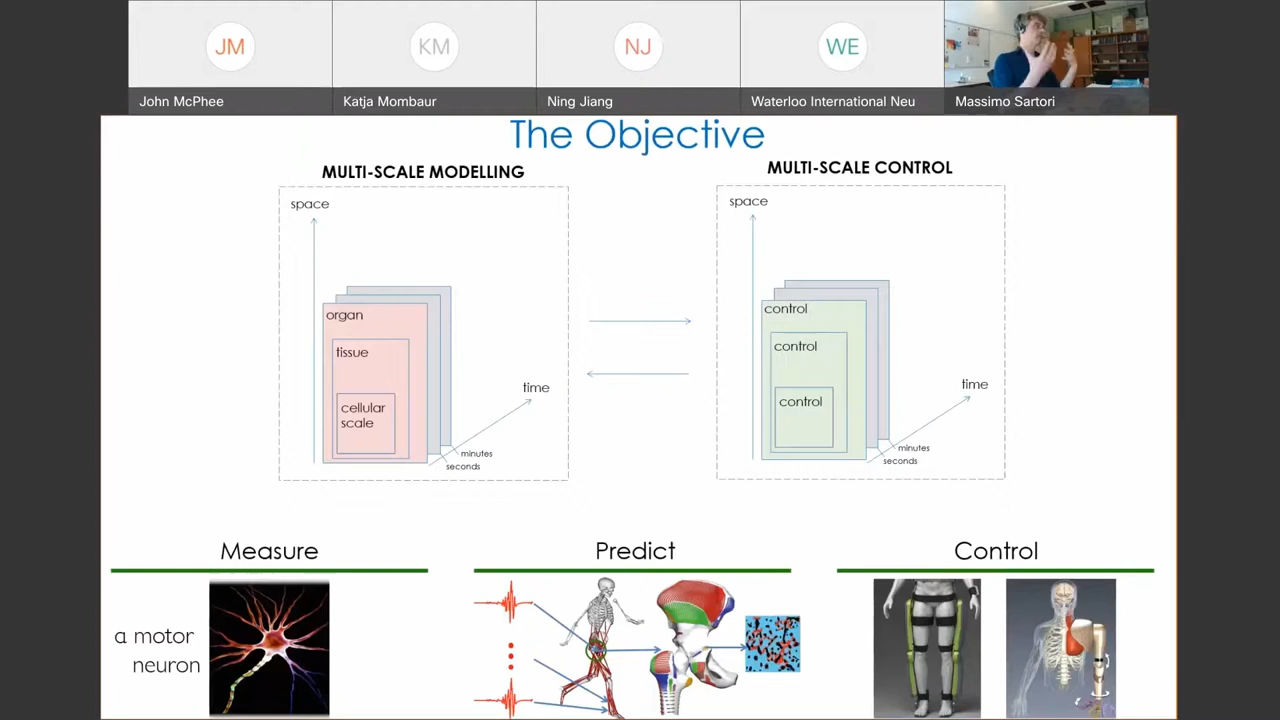 JM
KM
NJ
WE
John McPhee
Katja Mombaur
Ning Jiang
Waterloo International Neu
Massimo Sartori
The Objective
MULTI-SCALE MODELLING
MULTI-SCALE CONTROL
space
space
organ
control
tissue
control
cellular
scale
control
time
time
minutes
seconds
minutes
seconds
Measure
Predict
Control
a motor
neuron